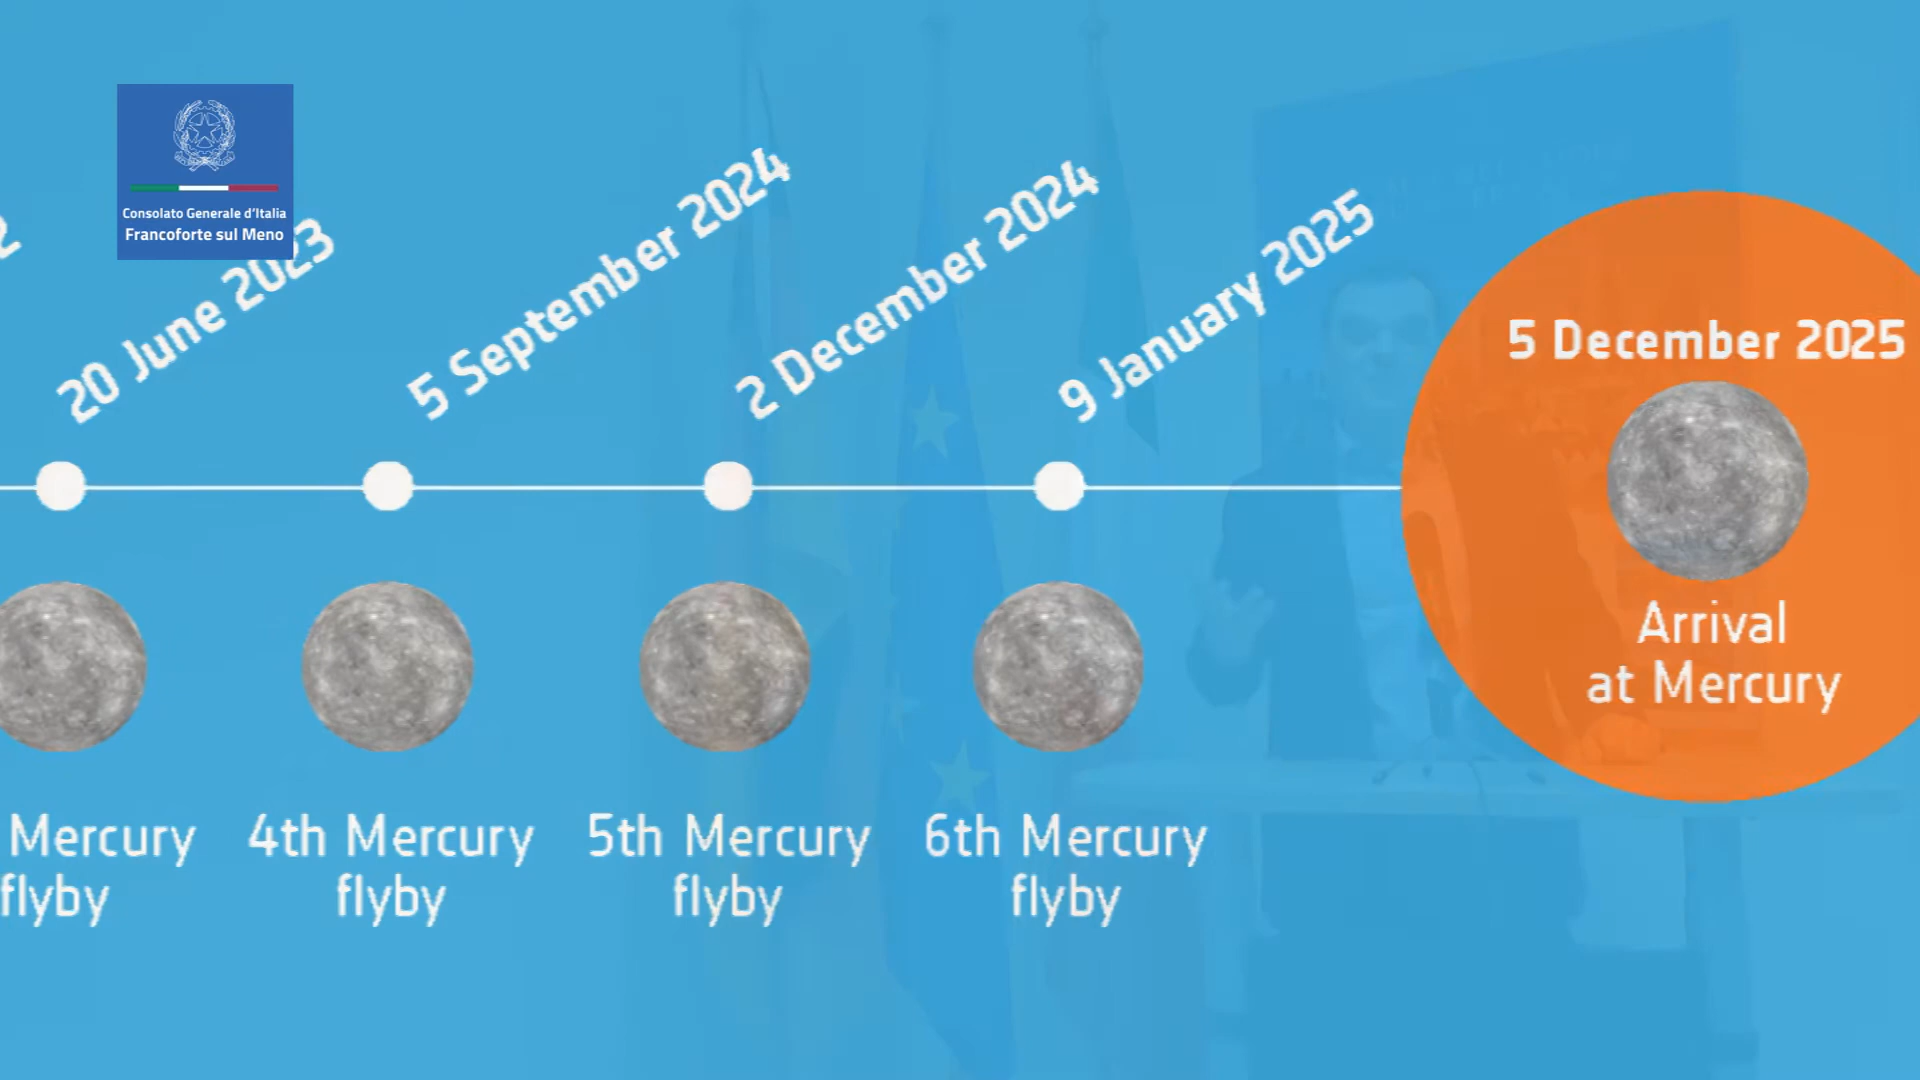 Consolato Generale d'Italia
Francoforte sul Meno
2
20 June 2023
5 September 2024
2 December 2024
9 January 2025
5 December 2025
Arrival
at Mercury
Mercury
flyby
4th Mercury
flyby
5th Mercury
flyby
6th Mercury
flyby